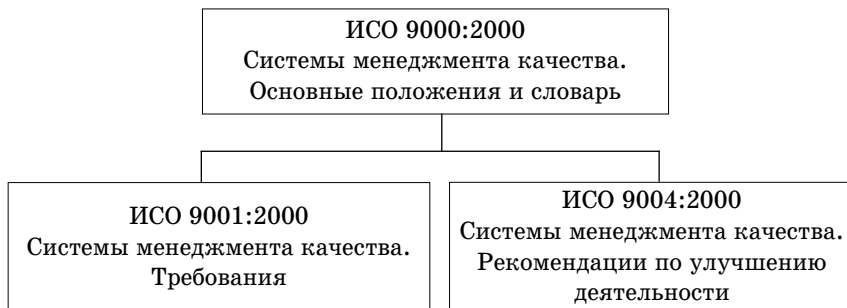 ИСО 9000:2000
Системы менеджмента качества.
Основные положения и словарь
ИСО 9001:2000
Системы менеджмента качества.
Требования
ИСО 9004:2000
Системы менеджмента качества.
Рекомендации по улучшению
деятельности